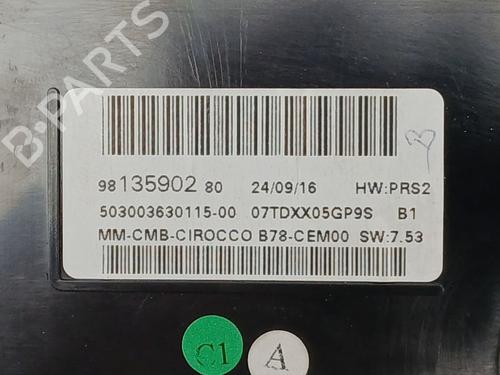 B-PARTS
98135902 80 24/09/16 HW:PRS2
503003630115-00 07TDXX05GP9S B1
MM-CMB-CIROCCO B78-CEM00 SW:7.53
C1 A